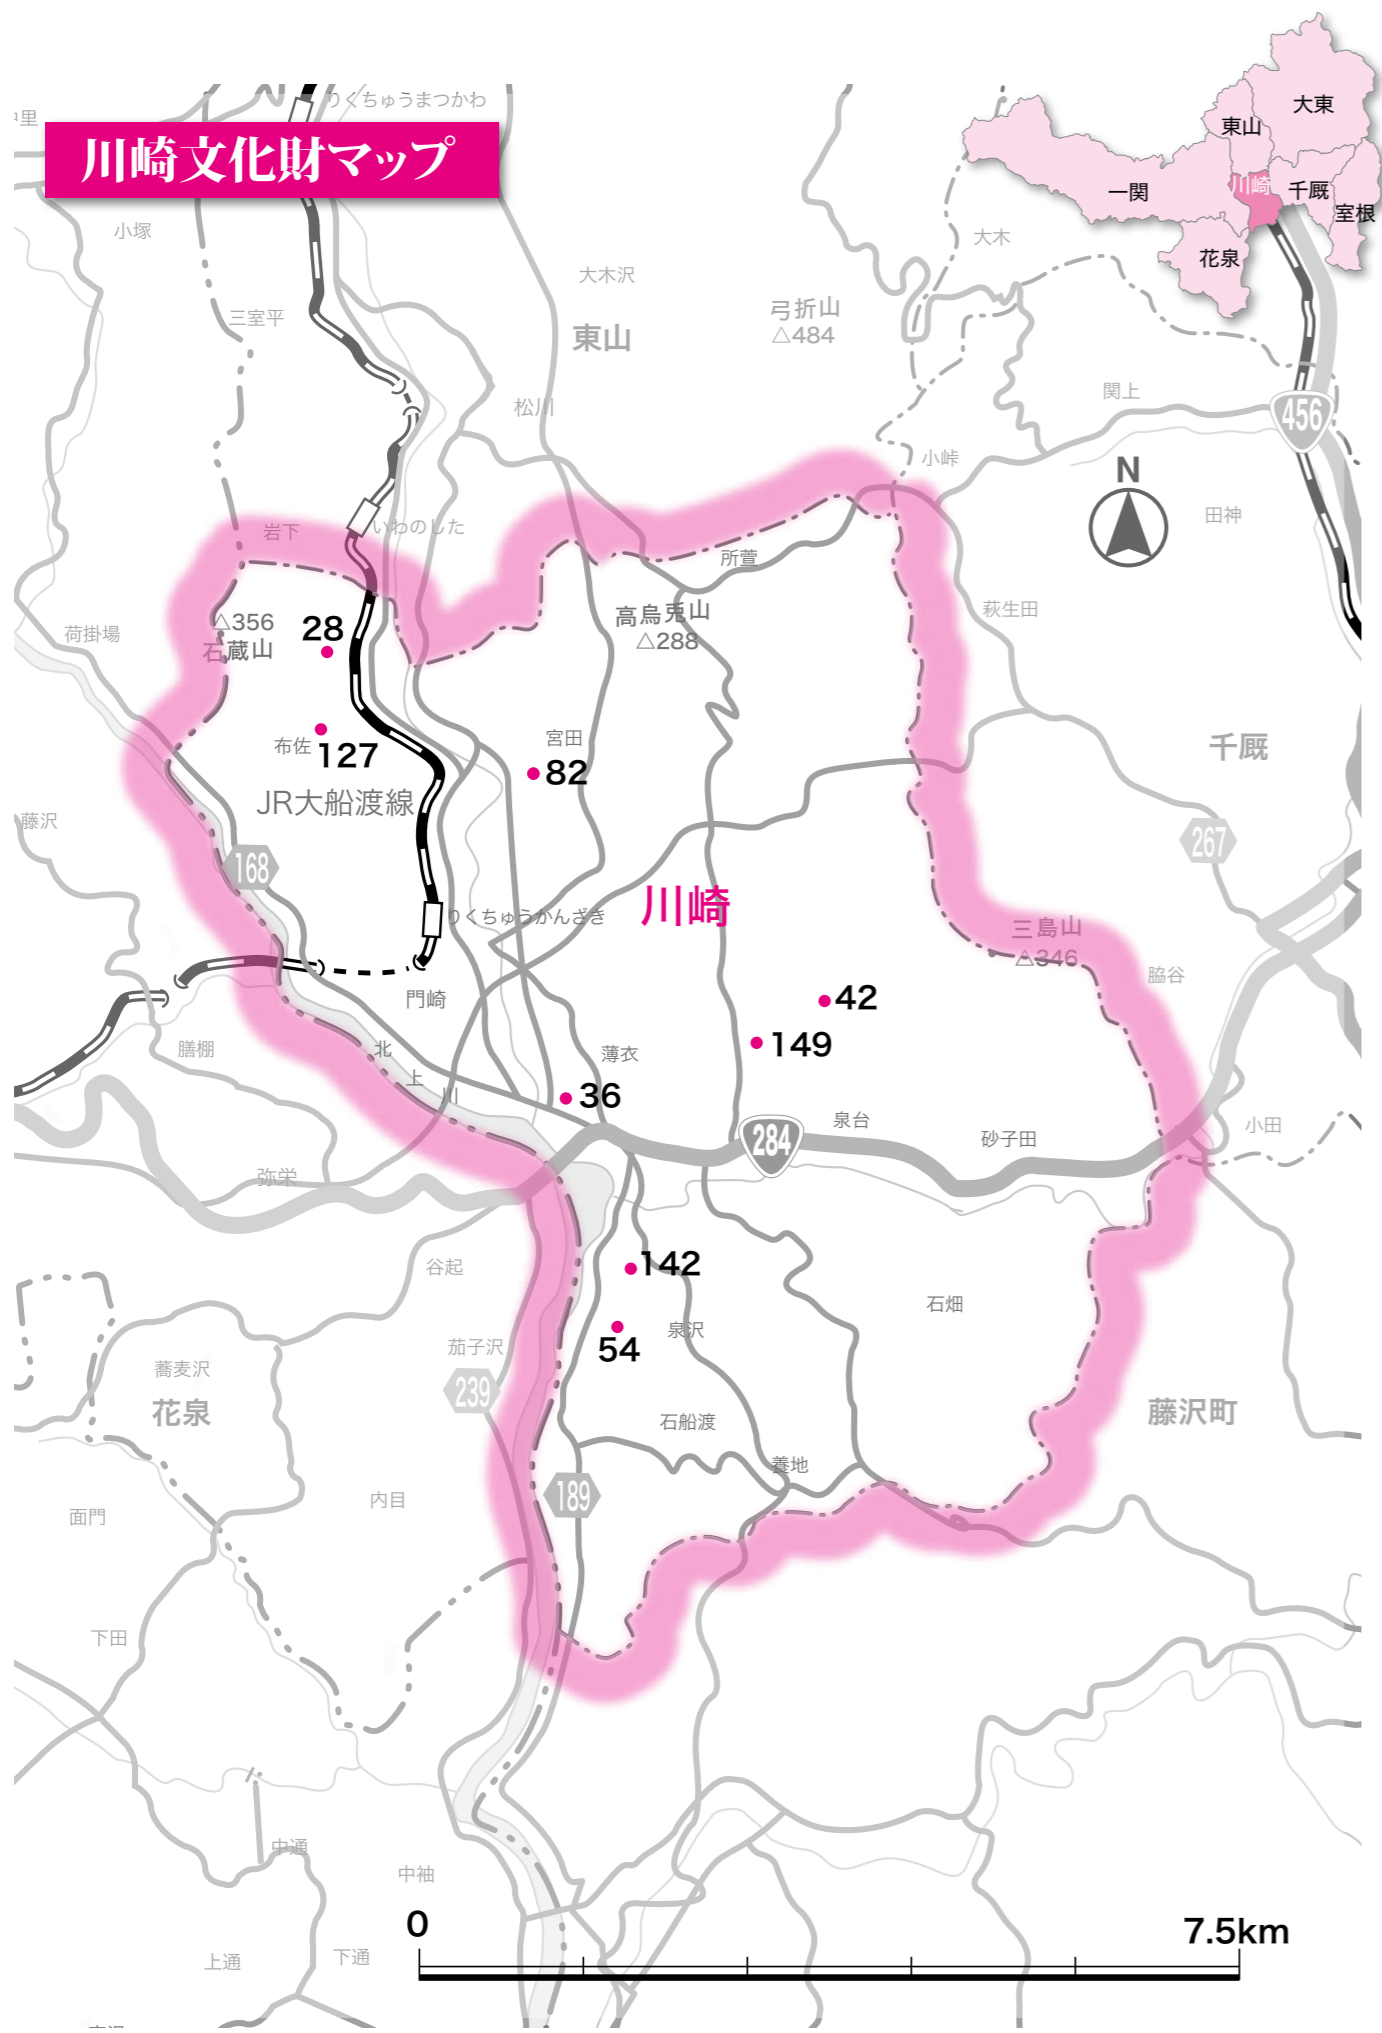 りくちゅうまつかわ
川崎文化財マップ
大東
東山
一関
川崎
千厩
室根
花泉
小塚
大木
大木沢
三室平
弓折山
△484
東山
関上
松川
456
小峠
N
田神
岩下
いわのした
所萱
萩生田
高烏兎山
△288
△356
石蔵山
28
荷掛場
布佐
127
宮田
82
千厩
JR大船渡線
藤沢
168
267
川崎
りくちゅうかんざき
三島山
△346
脇谷
門崎
42
149
膳棚
北
上
川
薄衣
36
泉台
284
砂子田
小田
弥栄
谷起
142
石畑
茄子沢
泉沢
54
蕎麦沢
239
花泉
石船渡
藤沢町
養地
内目
189
面門
下田
中通
中袖
0
7.5km
上通
下通